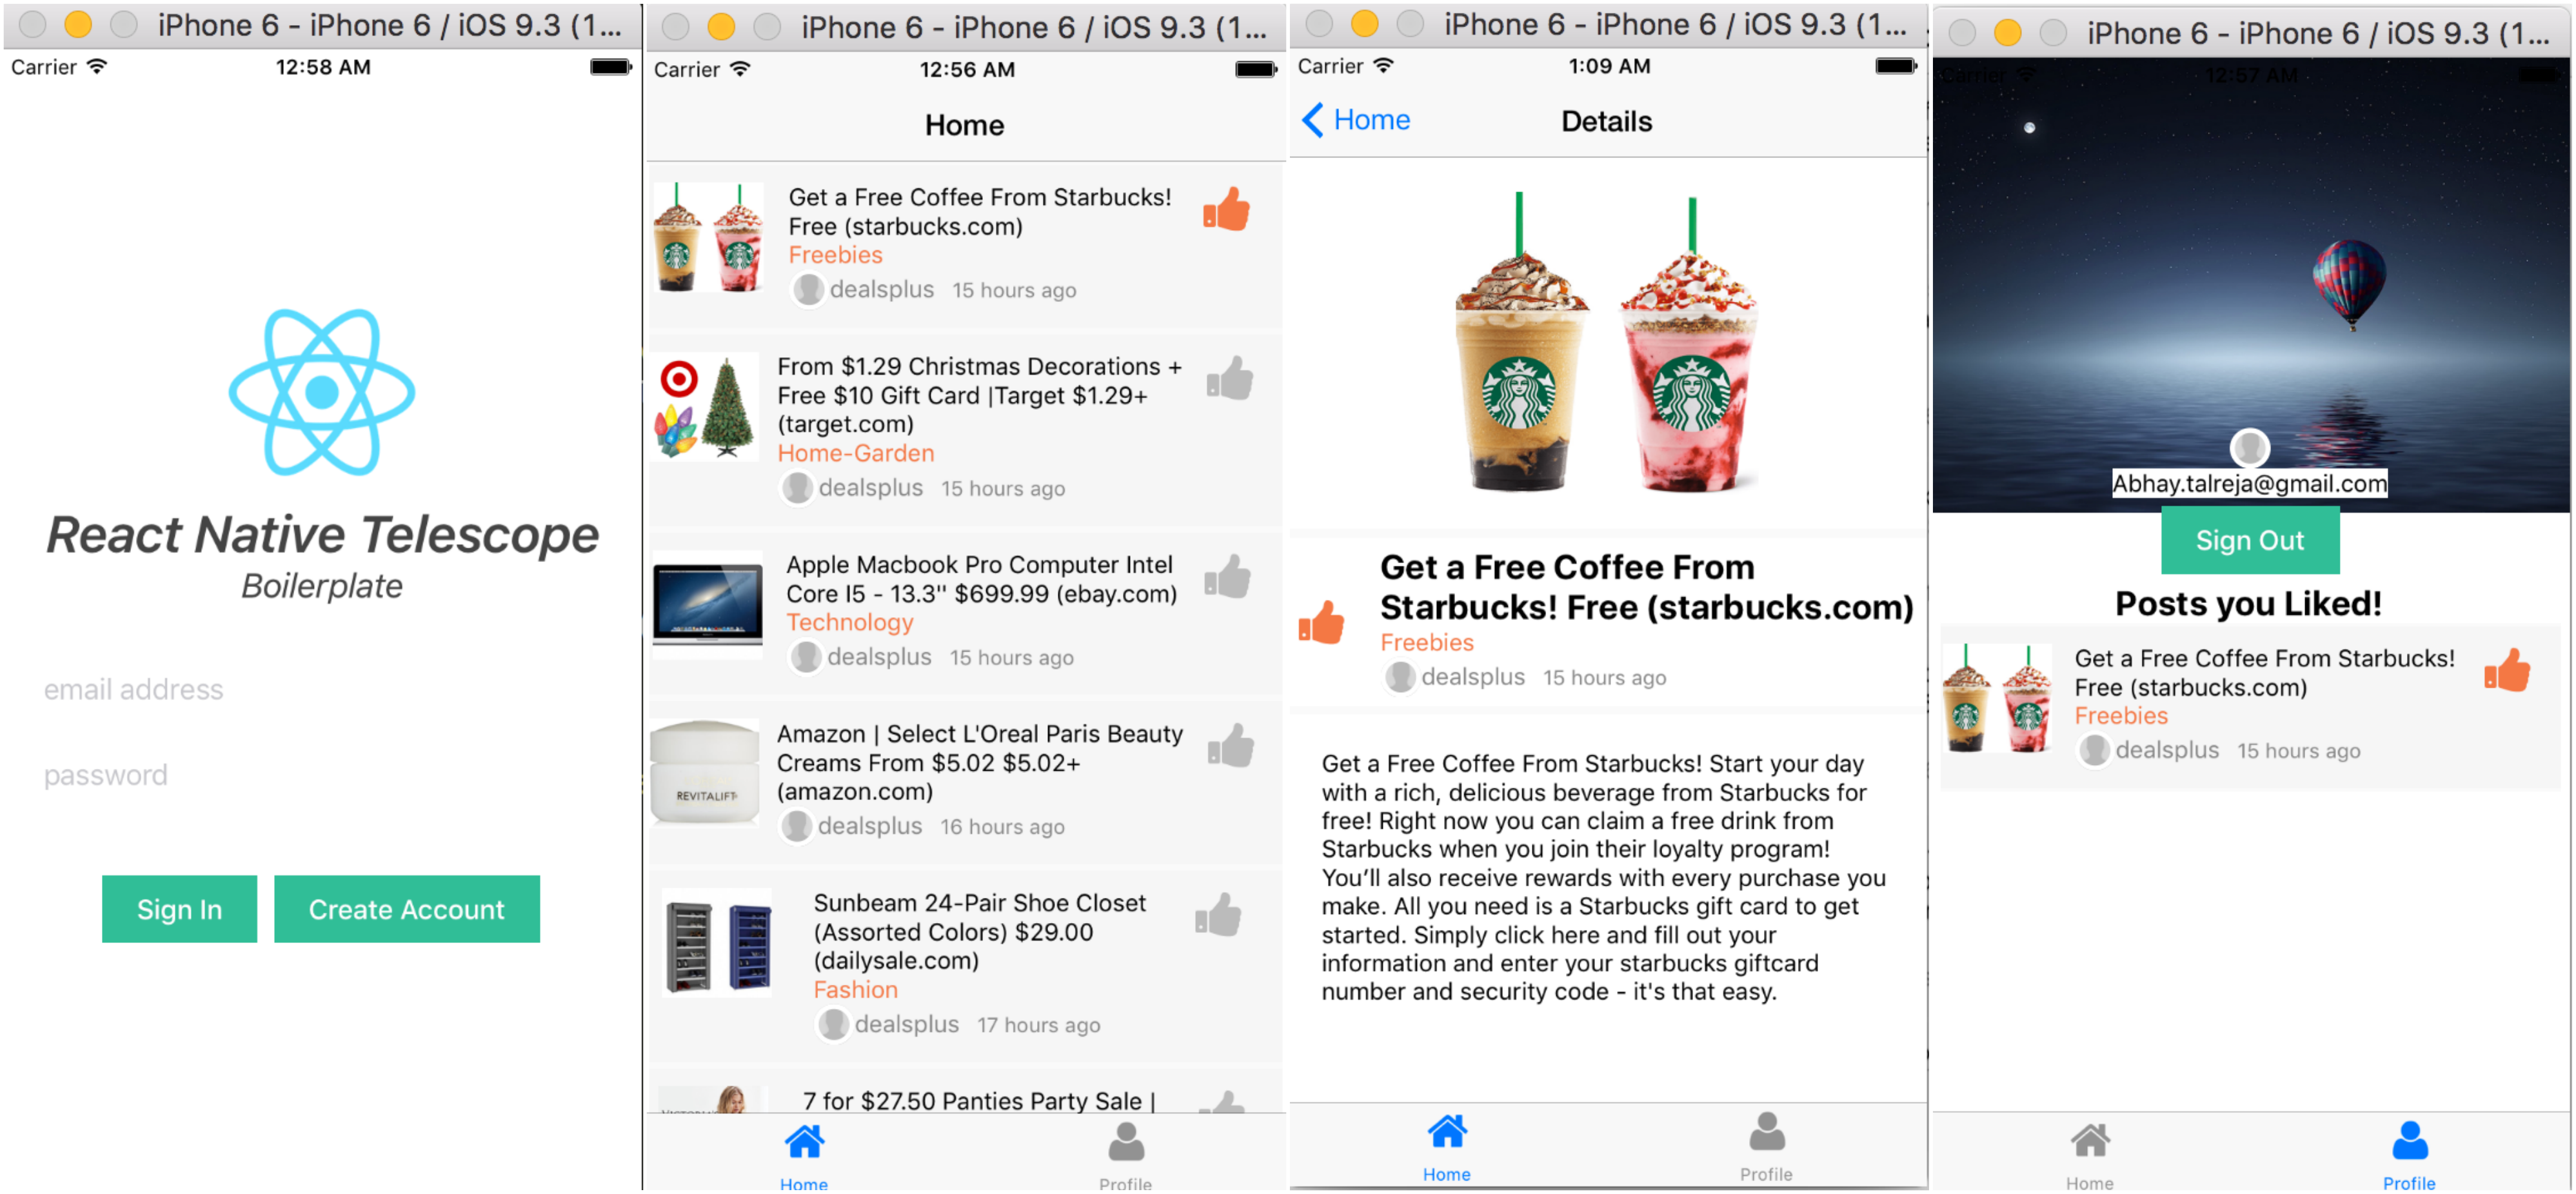 iPhone 6 - iPhone 6 / iOS 9.3 (1...
Carrier
12:58 AM
React Native Telescope
Boilerplate
email address
password
Sign In
Create Account
iPhone 6 - iPhone 6 / iOS 9.3 (1...
Carrier
12:56 AM
Home
Get a Free Coffee From Starbucks!
Free (starbucks.com)
Freebies
dealsplus 15 hours ago
From $1.29 Christmas Decorations +
Free $10 Gift Card |Target $1.29+
(target.com)
Home-Garden
dealsplus 15 hours ago
Apple Macbook Pro Computer Intel
Core I5 - 13.3" $699.99 (ebay.com)
Technology
dealsplus 15 hours ago
Amazon | Select L'Oreal Paris Beauty
Creams From $5.02 $5.02+
(amazon.com)
REVITALIFT
dealsplus 16 hours ago
Sunbeam 24-Pair Shoe Closet
(Assorted Colors) $29.00
(dailysale.com)
Fashion
dealsplus 17 hours ago
7 for $27.50 Panties Party Sale |
Home
Profile
iPhone 6 - iPhone 6 / iOS 9.3 (1...
Carrier
1:09 AM
Home
Details
Get a Free Coffee From
Starbucks! Free (starbucks.com)
Freebies
dealsplus 15 hours ago
Get a Free Coffee From Starbucks! Start your day
with a rich, delicious beverage from Starbucks for
free! Right now you can claim a free drink from
Starbucks when you join their loyalty program!
You’ll also receive rewards with every purchase you
make. All you need is a Starbucks gift card to get
started. Simply click here and fill out your
information and enter your starbucks giftcard
number and security code - it's that easy.
Home
Profile
iPhone 6 - iPhone 6 / iOS 9.3 (1...
Carrier
12:57 AM
Abhay.talreja@gmail.com
Sign Out
Posts you Liked!
Get a Free Coffee From Starbucks!
Free (starbucks.com)
Freebies
dealsplus 15 hours ago
Home
Profile